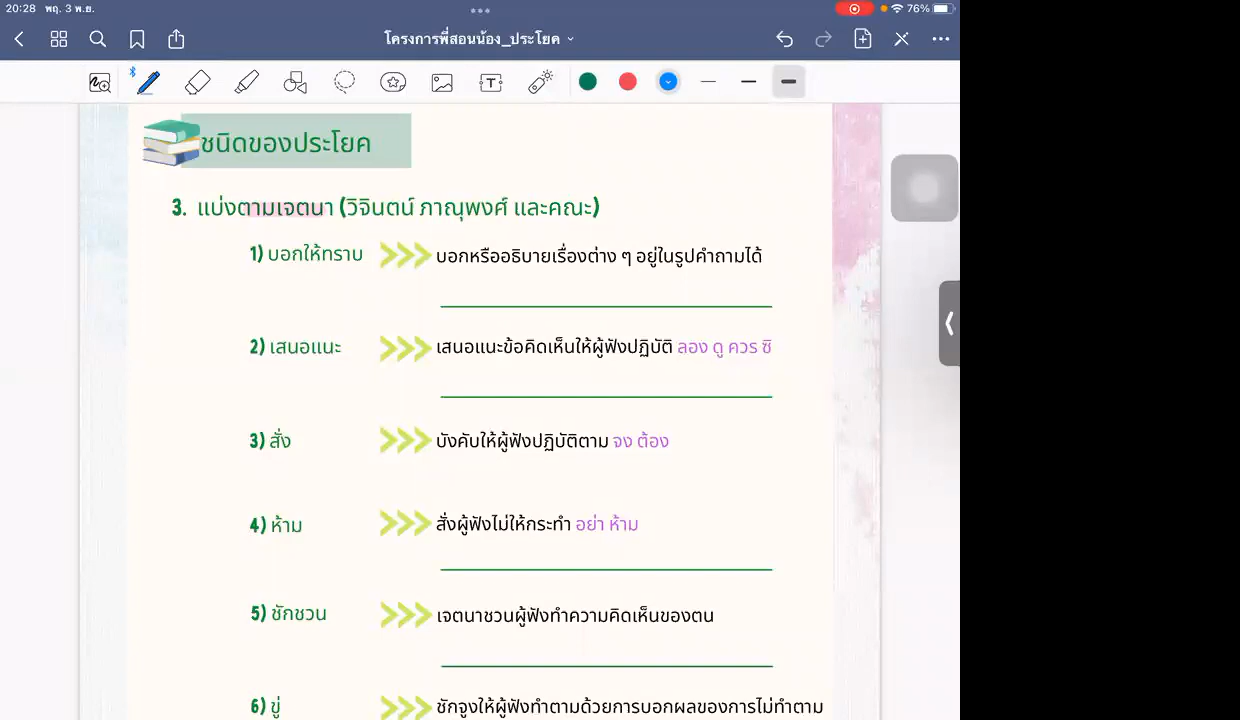 20:28 พฤ. 3 พ.ย.
76%
โครงการพี่สอนน้อง_ประโยค
T
ชนิดของประโยค
3. แบ่งตามเจตนา (วิจินตน์ ภาณุพงศ์ และคณะ)
1) บอกให้ทราบ บอกหรืออธิบายเรื่องต่าง ๆ อยู่ในรูปคำถามได้
2) เสนอแนะ เสนอแนะข้อคิดเห็นให้ผู้ฟังปฏิบัติ ลอง ดู ควร ซิ
3) สั่ง บังคับให้ผู้ฟังปฏิบัติตาม จง ต้อง
4) ห้าม สั่งผู้ฟังไม่ให้กระทำ อย่า ห้าม
5) ชักชวน เจตนาชวนผู้ฟังทำความคิดเห็นของตน
6) ขู่ ชักจูงให้ผู้ฟังทำตามด้วยการบอกผลของการไม่ทำตาม